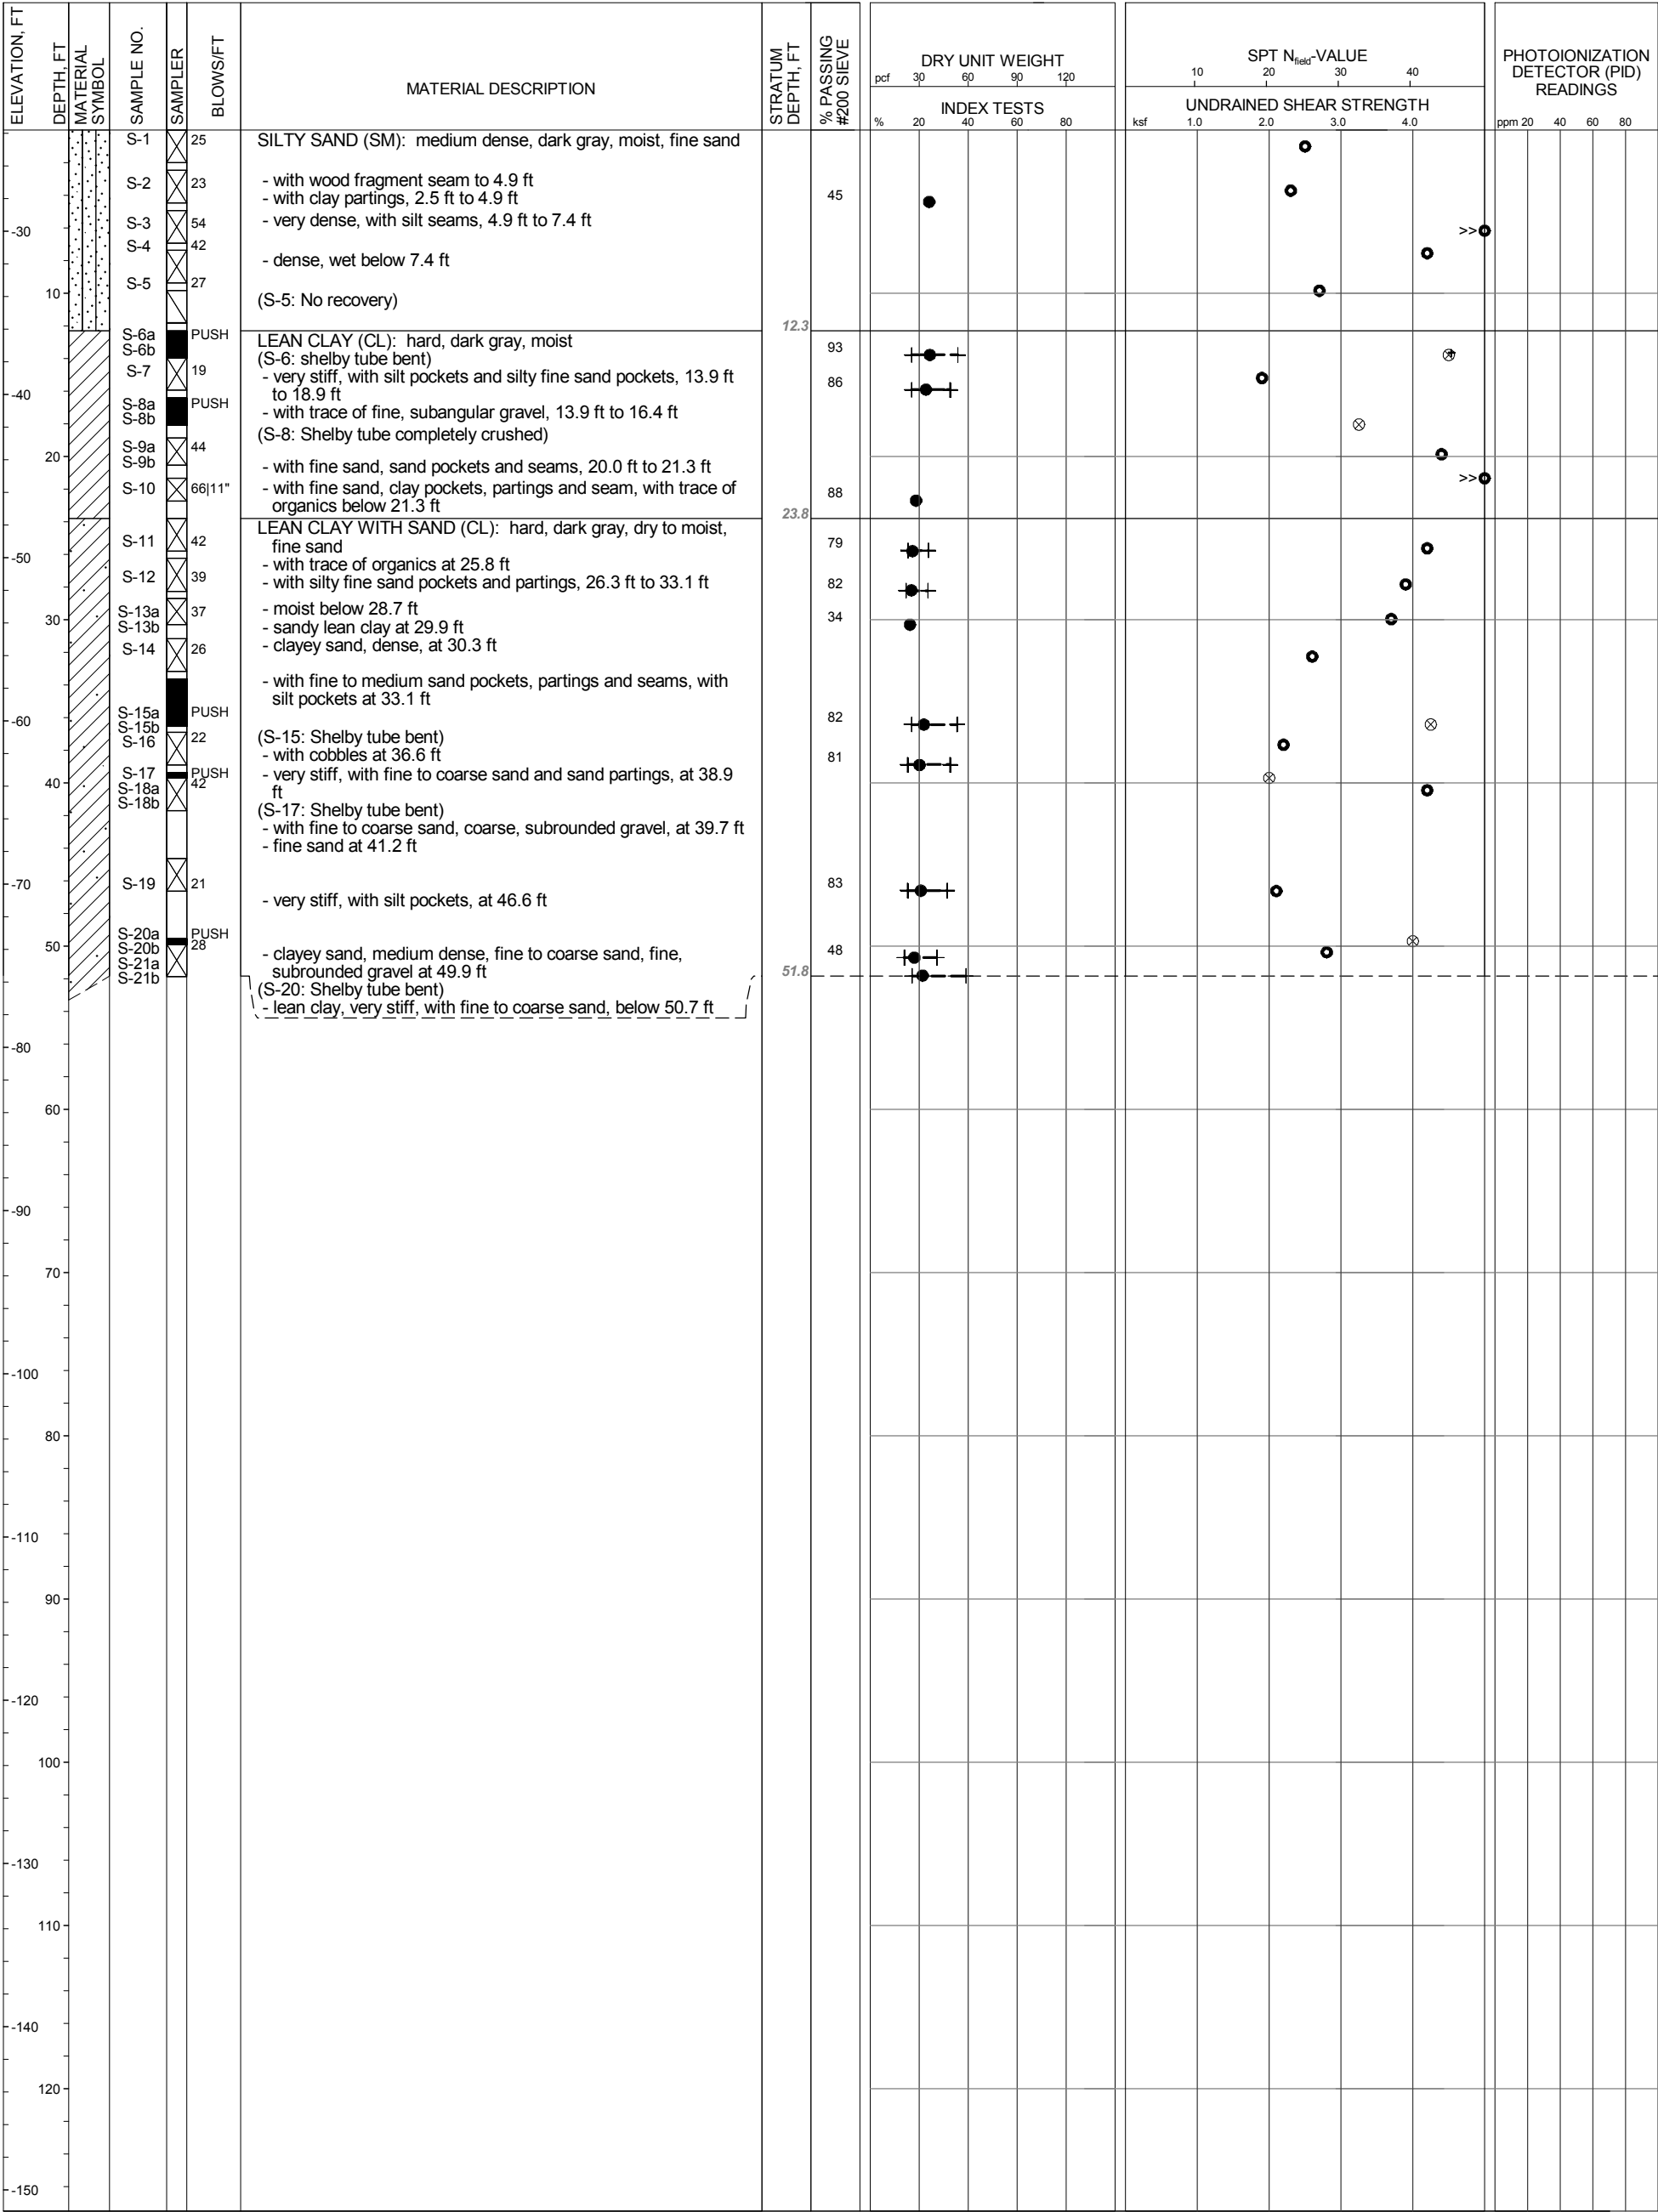 ELEVATION, FT
DEPTH, FT
MATERIAL SYMBOL
SAMPLE NO.
SAMPLER
BLOWS/FT
MATERIAL DESCRIPTION
STRATUM DEPTH, FT
% PASSING #200 SIEVE
DRY UNIT WEIGHT
pcf 30 60 90 120
INDEX TESTS
% 20 40 60 80
SPT Nfield-VALUE
10 20 30 40
UNDRAINED SHEAR STRENGTH
ksf 1.0 2.0 3.0 4.0
PHOTOIONIZATION
DETECTOR (PID)
READINGS
ppm 20 40 60 80
S-1 25 SILTY SAND (SM): medium dense, dark gray, moist, fine sand
S-2 23 - with wood fragment seam to 4.9 ft
- with clay partings, 2.5 ft to 4.9 ft
45
S-3 54 - very dense, with silt seams, 4.9 ft to 7.4 ft
-30
>>
S-4 42
- dense, wet below 7.4 ft
S-5 27
10
(S-5: No recovery)
12.3
S-6a PUSH
S-6b
LEAN CLAY (CL): hard, dark gray, moist
93
(S-6: shelby tube bent)
S-7 19 - very stiff, with silt pockets and silty fine sand pockets, 13.9 ft
to 18.9 ft
86
-40
S-8a PUSH
S-8b
- with trace of fine, subangular gravel, 13.9 ft to 16.4 ft
(S-8: Shelby tube completely crushed)
S-9a 44
S-9b
20
- with fine sand, sand pockets and seams, 20.0 ft to 21.3 ft
>>
S-10 66|11" - with fine sand, clay pockets, partings and seam, with trace of
organics below 21.3 ft
88
23.8
LEAN CLAY WITH SAND (CL): hard, dark gray, dry to moist,
fine sand
S-11 42
79
-50
- with trace of organics at 25.8 ft
S-12 39 - with silty fine sand pockets and partings, 26.3 ft to 33.1 ft
82
S-13a 37 - moist below 28.7 ft
34
30
S-13b - sandy lean clay at 29.9 ft
S-14 26 - clayey sand, dense, at 30.3 ft
- with fine to medium sand pockets, partings and seams, with
silt pockets at 33.1 ft
S-15a PUSH
-60
82
S-15b
S-16 22 (S-15: Shelby tube bent)
- with cobbles at 36.6 ft
81
S-17 PUSH - very stiff, with fine to coarse sand and sand partings, at 38.9
ft
40
S-18a 42
S-18b
(S-17: Shelby tube bent)
- with fine to coarse sand, coarse, subrounded gravel, at 39.7 ft
- fine sand at 41.2 ft
-70
S-19 21
83
- very stiff, with silt pockets, at 46.6 ft
S-20a PUSH
50
S-20b 28
- clayey sand, medium dense, fine to coarse sand, fine,
subrounded gravel at 49.9 ft
48
S-21a
S-21b
51.8
(S-20: Shelby tube bent)
- lean clay, very stiff, with fine to coarse sand, below 50.7 ft
-80
60
-90
70
-100
80
-110
90
-120
100
-130
110
-140
120
-150